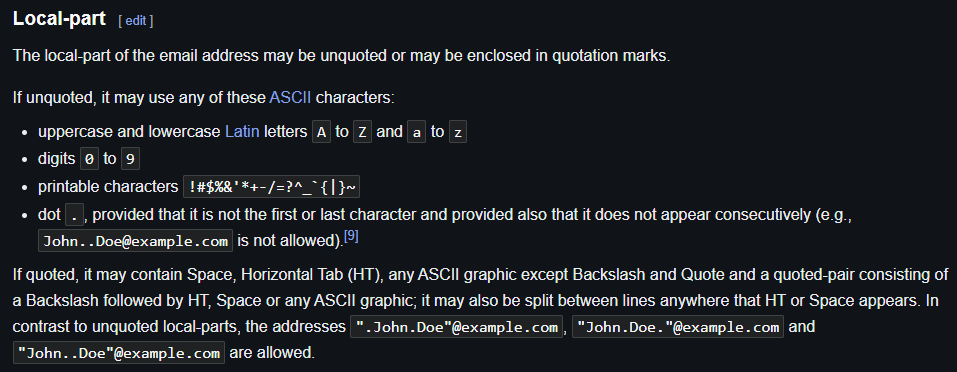 Local-part [ edit ]
The local-part of the email address may be unquoted or may be enclosed in quotation marks.
If unquoted, it may use any of these ASCII characters:
• uppercase and lowercase Latin letters A to Z and a to z
• digits 0 to 9
• printable characters !#$%&'*+-/=?^_`{|}~
• dot ., provided that it is not the first or last character and provided also that it does not appear consecutively (e.g.,
John..Doe@example.com is not allowed).[9]
If quoted, it may contain Space, Horizontal Tab (HT), any ASCII graphic except Backslash and Quote and a quoted-pair consisting of
a Backslash followed by HT, Space or any ASCII graphic; it may also be split between lines anywhere that HT or Space appears. In
contrast to unquoted local-parts, the addresses ".John.Doe"@example.com, "John.Doe."@example.com and
"John..Doe"@example.com are allowed.